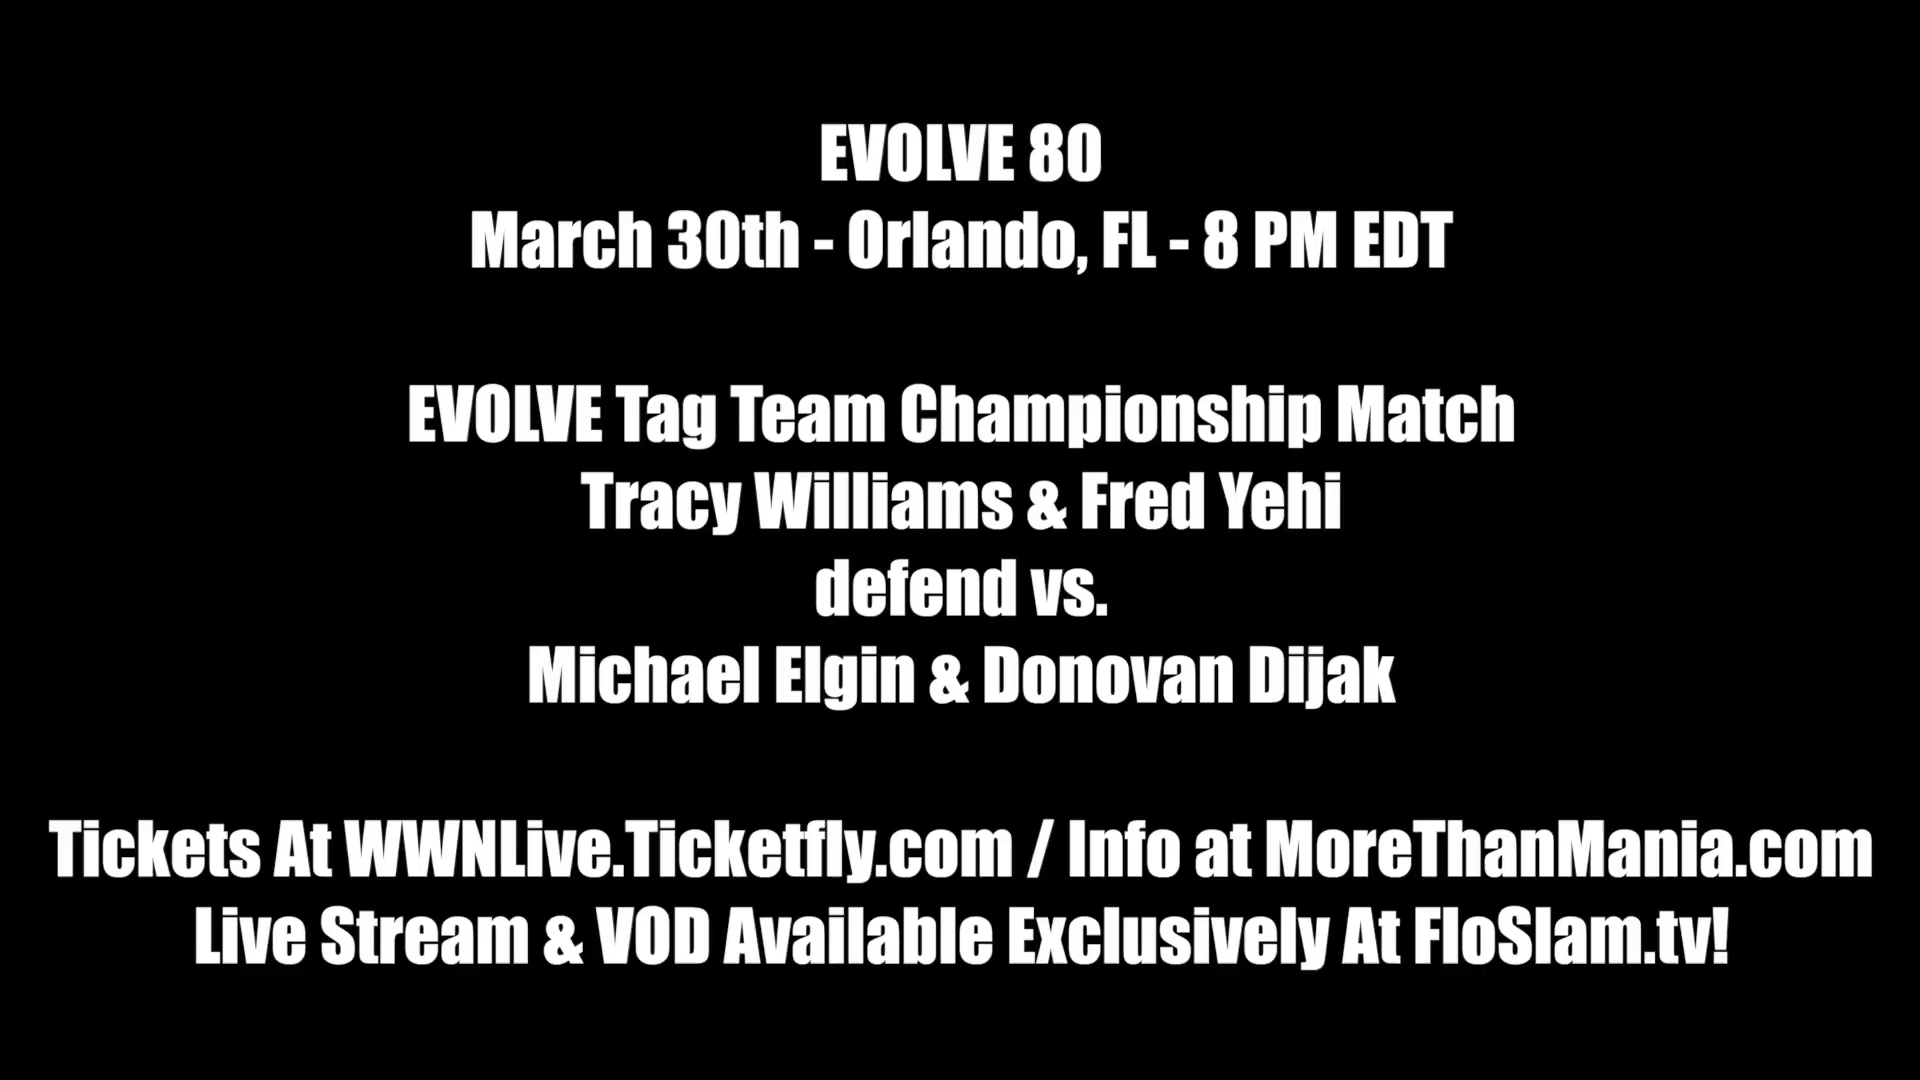 EVOLVE 80
March 30th - Orlando, FL - 8 PM EDT
EVOLVE Tag Team Championship Match
Tracy Williams & Fred Yehi
defend vs.
Michael Elgin & Donovan Dijak
Tickets At WWNLive.Ticketfly.com / Info at MoreThanMania.com
Live Stream & VOD Available Exclusively At FloSlam.tv!